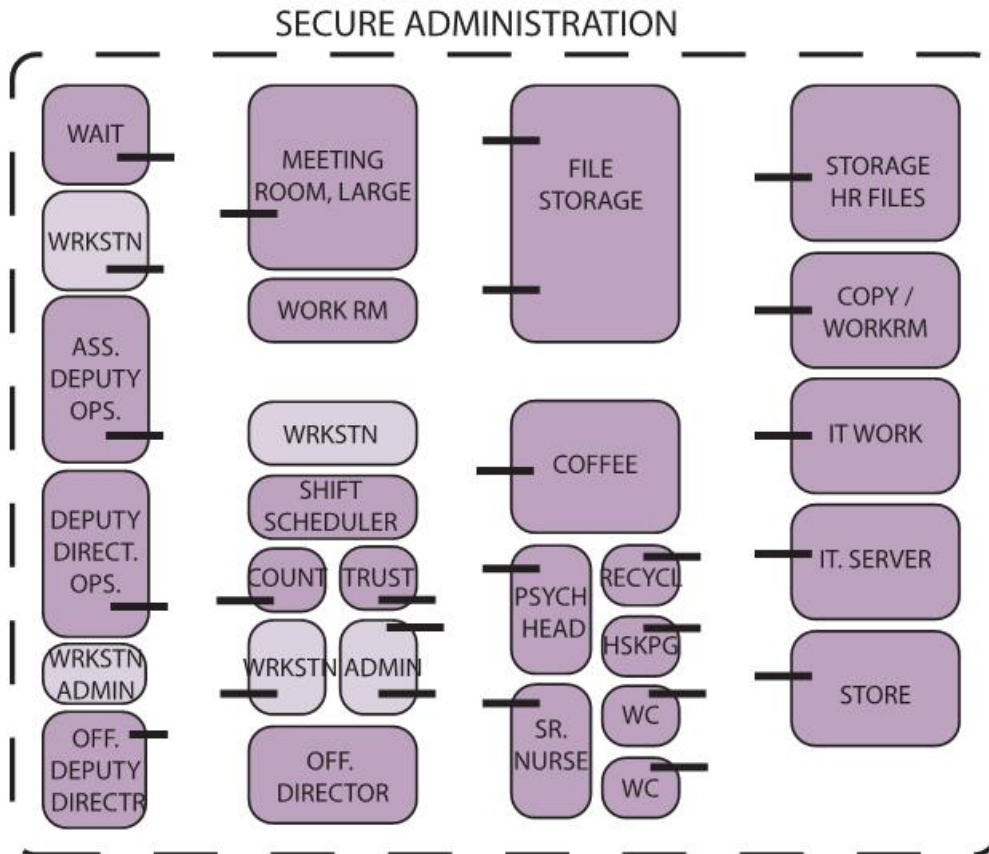 SECURE ADMINISTRATION
WAIT
WRKSTN
ASS.
DEPUTY
OPS.
DEPUTY
DIRECT.
OPS.
WRKSTN
ADMIN
OFF.
DEPUTY
DIRECTR
MEETING
ROOM, LARGE
WORK RM
WRKSTN
SHIFT
SCHEDULER
COUNT
TRUST
WRKSTN
ADMIN
OFF.
DIRECTOR
FILE
STORAGE
COFFEE
PSYCH
HEAD
RECYCL
HSKPG
SR.
NURSE
WC
WC
STORAGE
HR FILES
COPY /
WORKRM
IT WORK
IT. SERVER
STORE